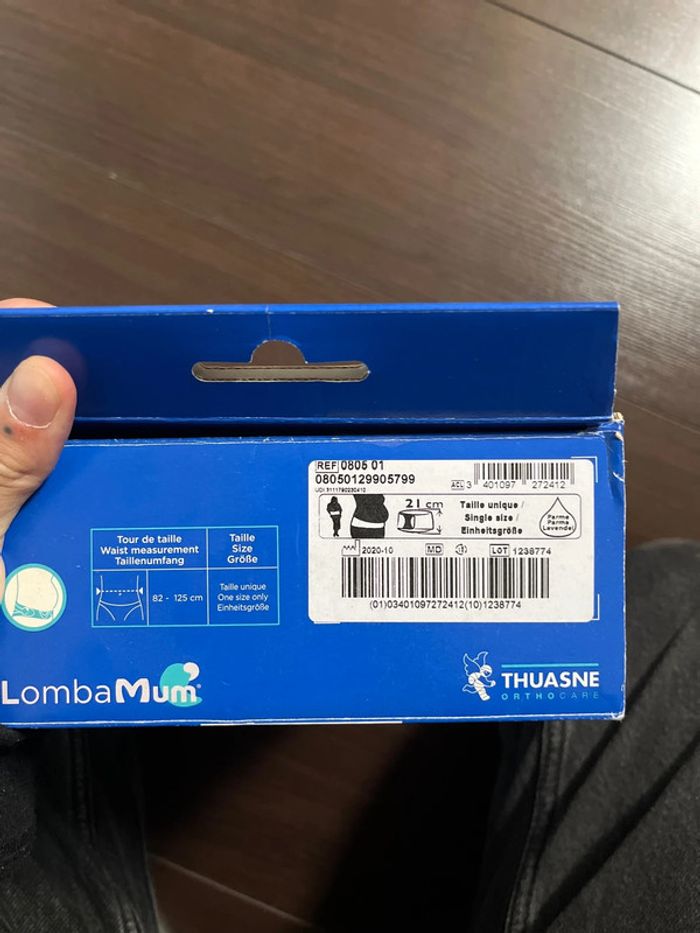 REF 0805 01
08050129905799
ACL 3 401097 272412
21 cm
Taille unique /
Single size /
Einheitsgröße
Parme
Parma
Lavendel
2020-10 MD LOT 1238774
(01)03401097272412(10)1238774
Tour de taille
Waist measurement
Taillenumfang
Taille
Size
Größe
82 - 125 cm
Taille unique
One size only
Einheitsgröße
LombaMum'
THUASNE
ORTHOCARE